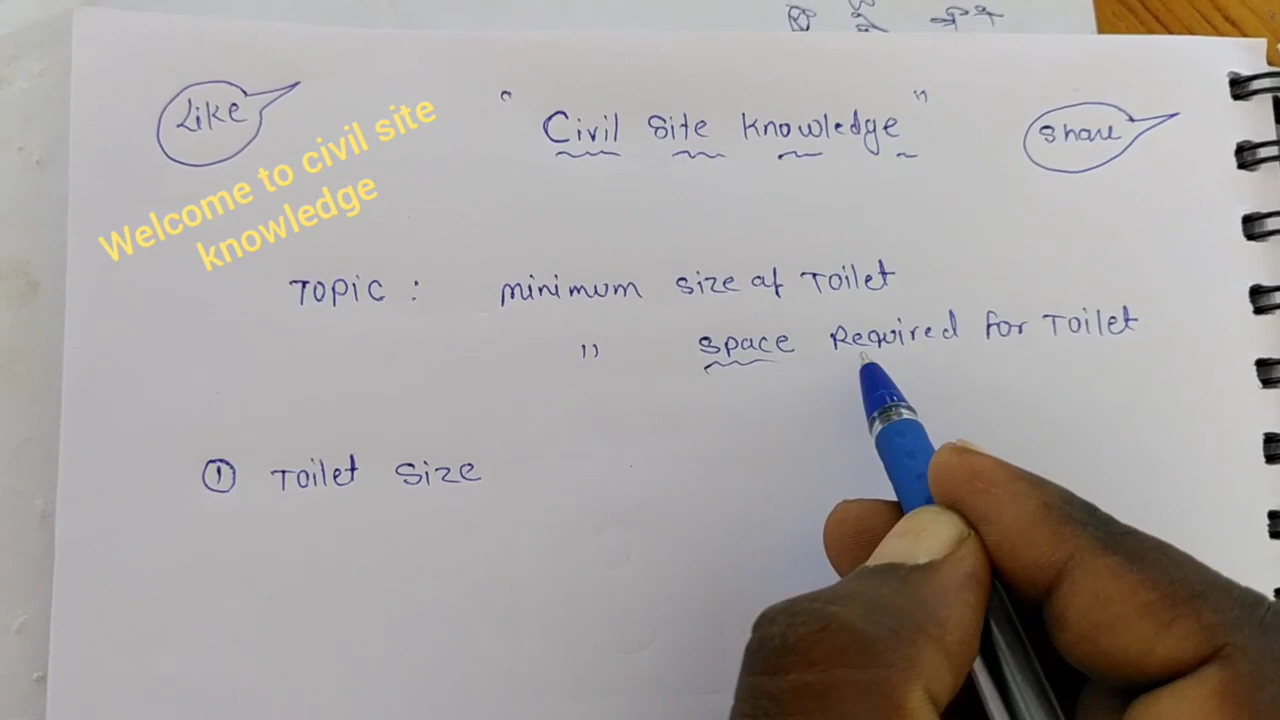 Like
" Civil Site Knowledge "
Share
Welcome to civil site
knowledge
TOPIC : minimum size of Toilet
" space Required for Toilet
① Toilet Size